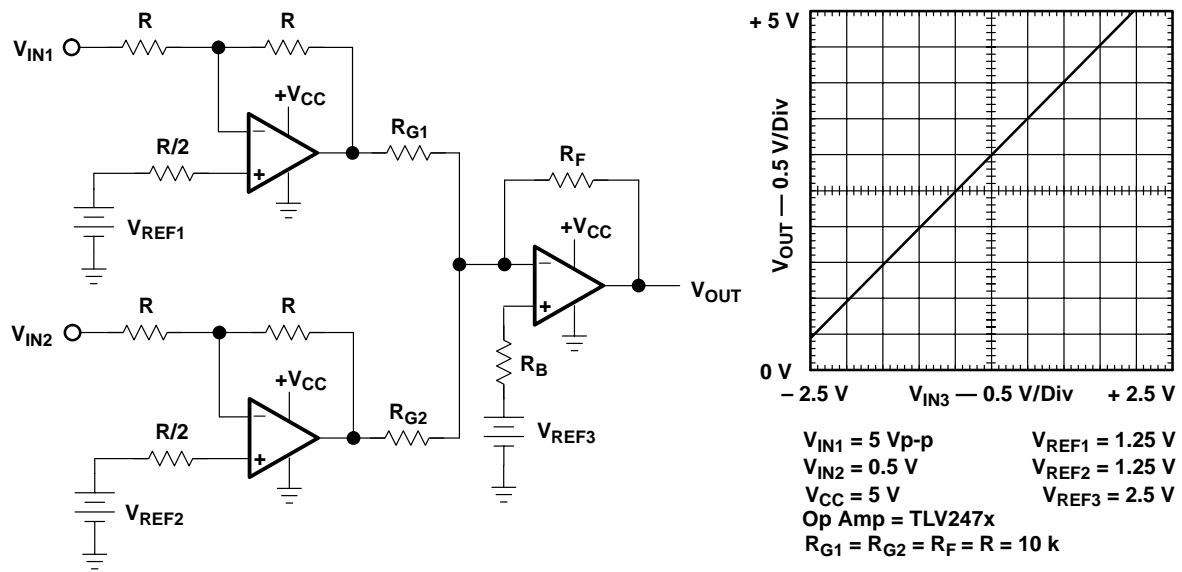 R
R
V_IN1
+V_CC
−
+
R_G1
R/2
V_REF1
R_F
+V_CC
−
+
V_OUT
R
R
V_IN2
R_B
+V_CC
−
+
R_G2
V_REF3
R/2
V_REF2
+ 5 V
V_OUT — 0.5 V/Div
0 V
– 2.5 V
V_IN3 — 0.5 V/Div
+ 2.5 V
V_IN1 = 5 Vp-p
V_REF1 = 1.25 V
V_IN2 = 0.5 V
V_REF2 = 1.25 V
V_CC = 5 V
V_REF3 = 2.5 V
Op Amp = TLV247x
R_G1 = R_G2 = R_F = R = 10 k